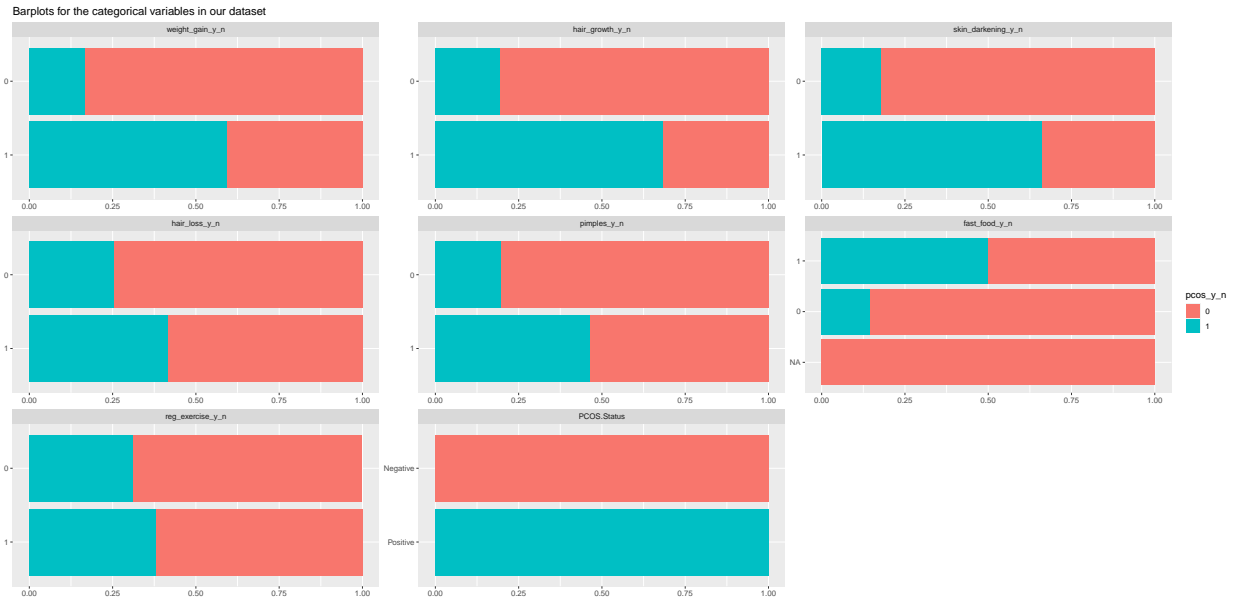 Barplots for the categorical variables in our dataset
weight_gain_y_n
0
1
0.00 0.25 0.50 0.75 1.00
hair_growth_y_n
0
1
0.00 0.25 0.50 0.75 1.00
skin_darkening_y_n
0
1
0.00 0.25 0.50 0.75 1.00
hair_loss_y_n
0
1
0.00 0.25 0.50 0.75 1.00
pimples_y_n
0
1
0.00 0.25 0.50 0.75 1.00
fast_food_y_n
1
0
NA
0.00 0.25 0.50 0.75 1.00
pcos_y_n
0
1
reg_exercise_y_n
0
1
0.00 0.25 0.50 0.75 1.00
PCOS.Status
Negative
Positive
0.00 0.25 0.50 0.75 1.00